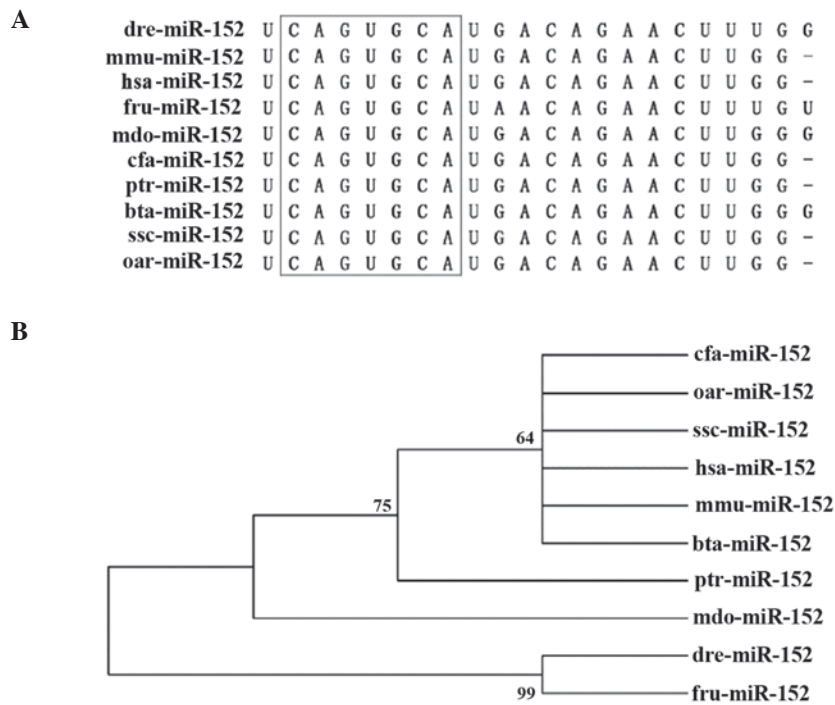 A
dre-miR-152 U C A G U G C A U G A C A G A A C U U U G G
mmu-miR-152 U C A G U G C A U G A C A G A A C U U G G -
hsa-miR-152 U C A G U G C A U G A C A G A A C U U G G -
fru-miR-152 U C A G U G C A U A A C A G A A C U U U G U
mdo-miR-152 U C A G U G C A U G A C A G A A C U U G G G
cfa-miR-152 U C A G U G C A U G A C A G A A C U U G G -
ptr-miR-152 U C A G U G C A U G A C A G A A C U U G G -
bta-miR-152 U C A G U G C A U G A C A G A A C U U G G G
ssc-miR-152 U C A G U G C A U G A C A G A A C U U G G -
oar-miR-152 U C A G U G C A U G A C A G A A C U U G G -
B
cfa-miR-152
oar-miR-152
ssc-miR-152
64
hsa-miR-152
mmu-miR-152
75
bta-miR-152
ptr-miR-152
mdo-miR-152
dre-miR-152
99
fru-miR-152